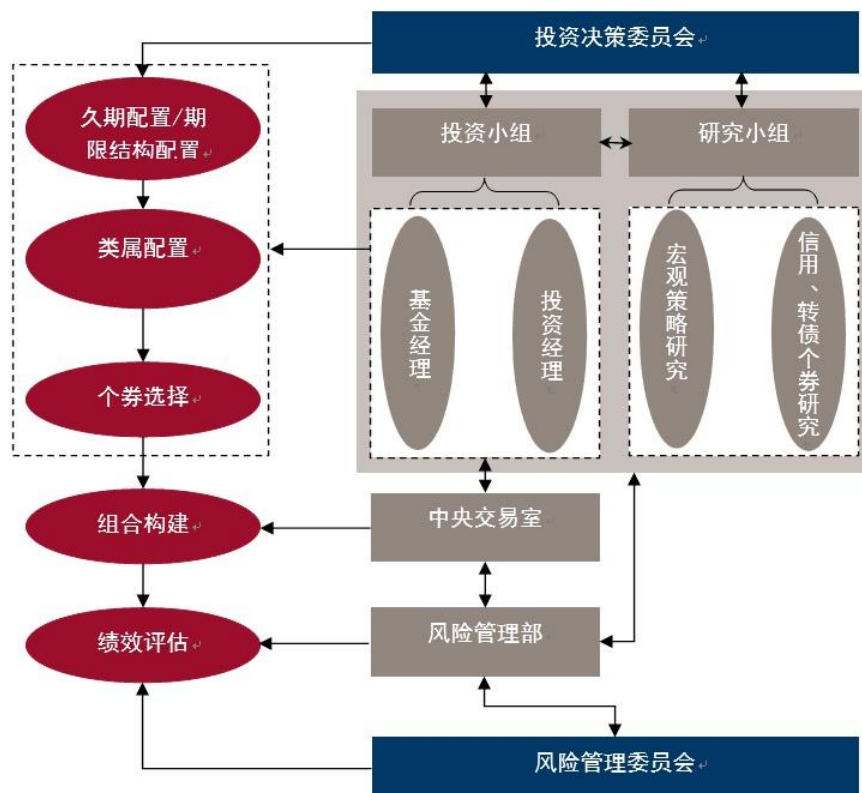 投资决策委员会
久期配置/期
限结构配置
投资小组
研究小组
类属配置
基金经理
投资经理
宏观策略研究
信用、转债个券研究
个券选择
组合构建
中央交易室
绩效评估
风险管理部
风险管理委员会